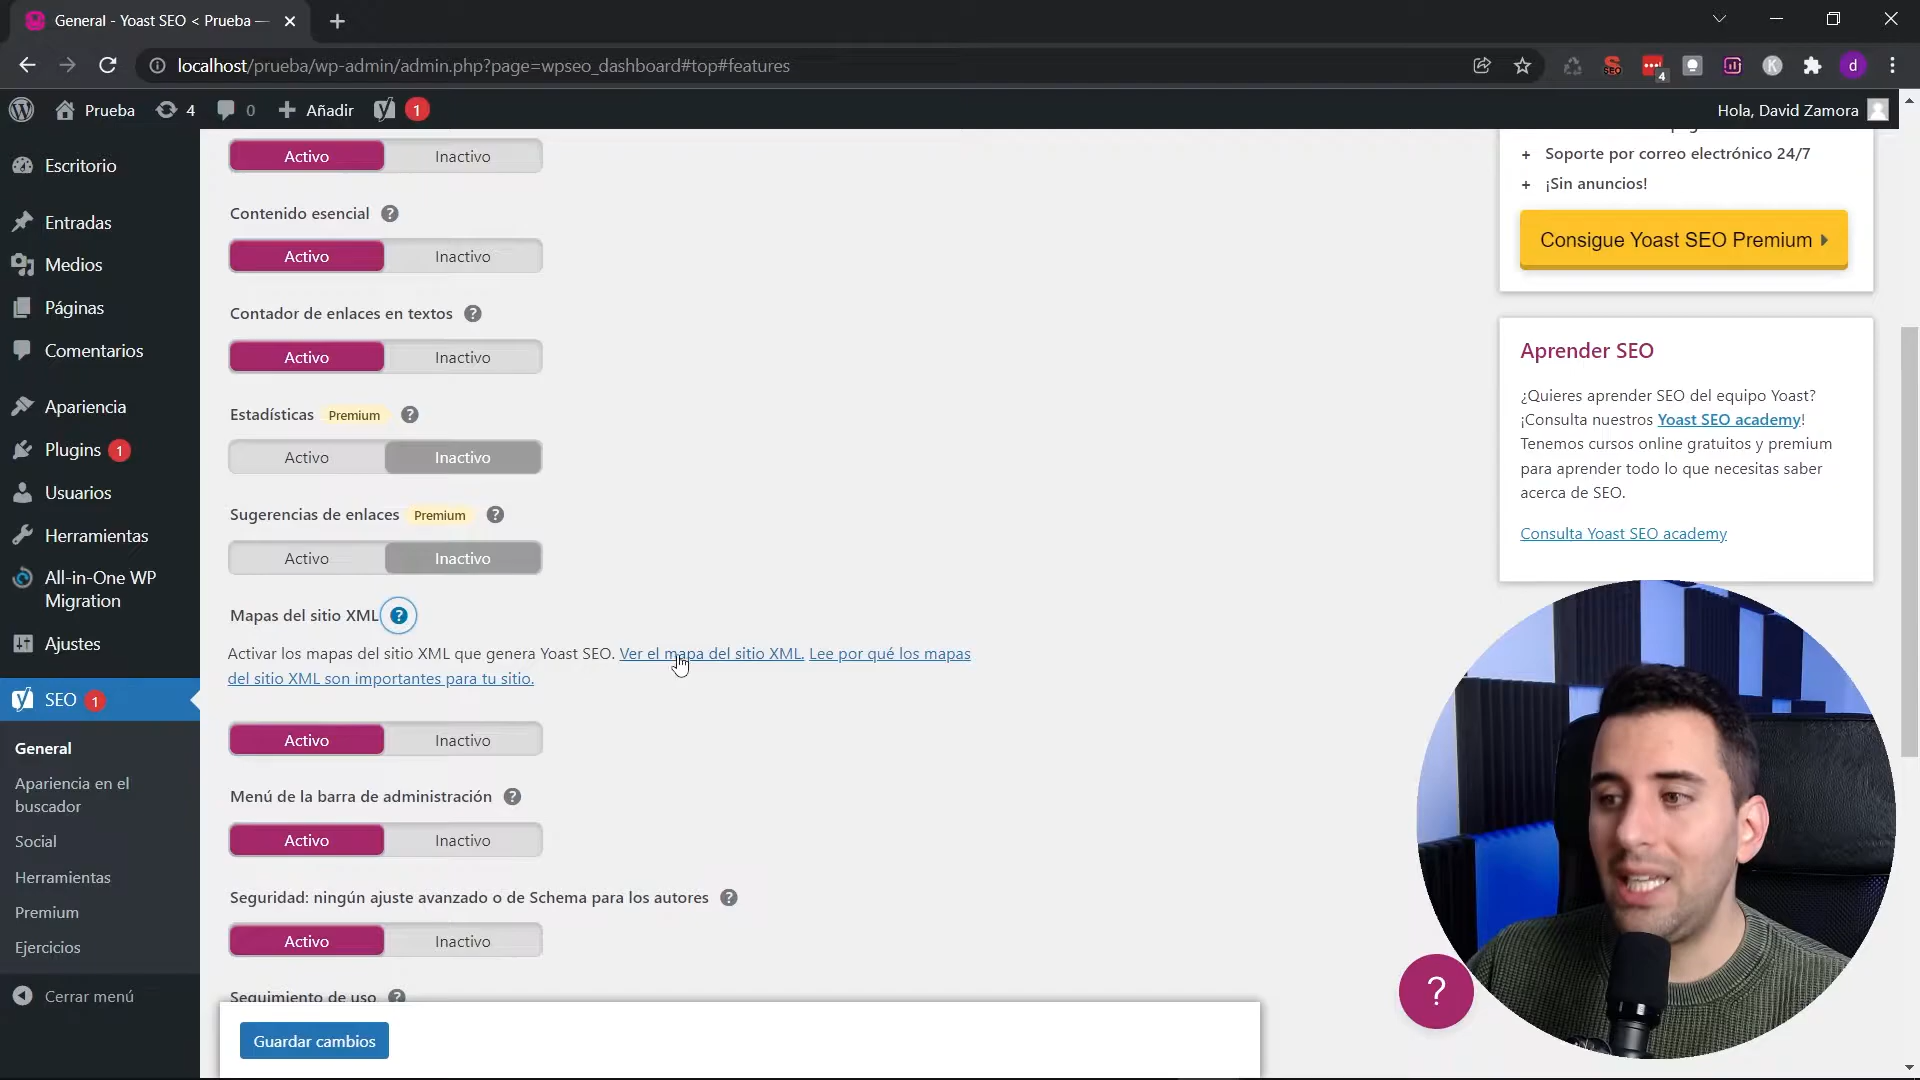 General - Yoast SEO < Prueba —
localhost/prueba/wp-admin/admin.php?page=wpseo_dashboard#top#features
SEO
4
K
d
Prueba
4
0
Añadir
1
Hola, David Zamora
Escritorio
Entradas
Medios
Páginas
Comentarios
Apariencia
Plugins 1
Usuarios
Herramientas
All-in-One WP
Migration
Ajustes
SEO 1
General
Apariencia en el
buscador
Social
Herramientas
Premium
Ejercicios
Cerrar menú
Activo Inactivo
Contenido esencial ?
Activo Inactivo
Contador de enlaces en textos ?
Activo Inactivo
Estadísticas Premium ?
Activo Inactivo
Sugerencias de enlaces Premium ?
Activo Inactivo
Mapas del sitio XML ?
Activar los mapas del sitio XML que genera Yoast SEO. Ver el mapa del sitio XML. Lee por qué los mapas
del sitio XML son importantes para tu sitio.
Activo Inactivo
Menú de la barra de administración ?
Activo Inactivo
Seguridad: ningún ajuste avanzado o de Schema para los autores ?
Activo Inactivo
Seguimiento de uso ?
Guardar cambios
+ Soporte por correo electrónico 24/7
+ ¡Sin anuncios!
Consigue Yoast SEO Premium
Aprender SEO
¿Quieres aprender SEO del equipo Yoast?
¡Consulta nuestros Yoast SEO academy!
Tenemos cursos online gratuitos y premium
para aprender todo lo que necesitas saber
acerca de SEO.
Consulta Yoast SEO academy
?